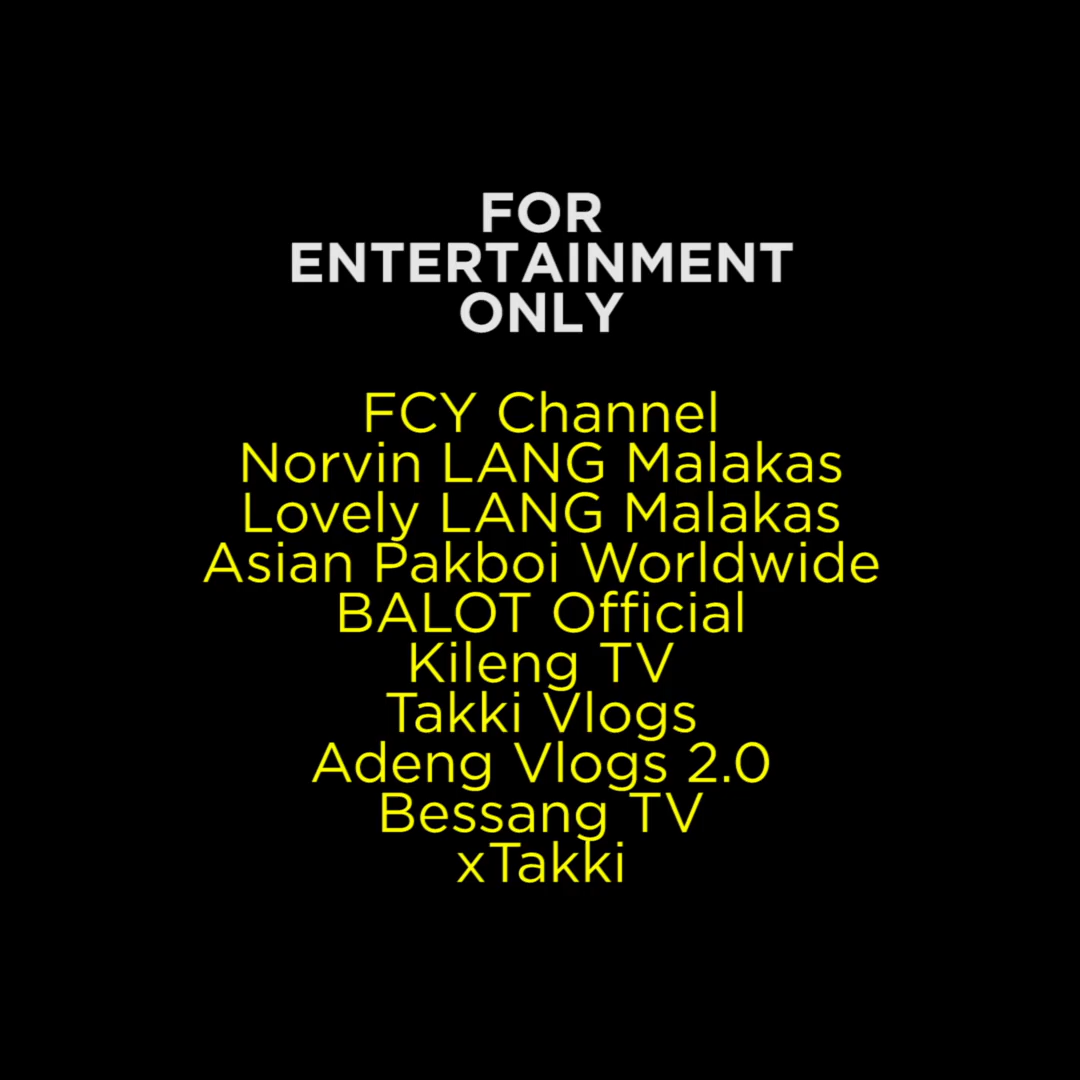 FOR
ENTERTAINMENT
ONLY
FCY Channel
Norvin LANG Malakas
Lovely LANG Malakas
Asian Pakboi Worldwide
BALOT Official
Kileng TV
Takki Vlogs
Adeng Vlogs 2.0
Bessang TV
xTakki